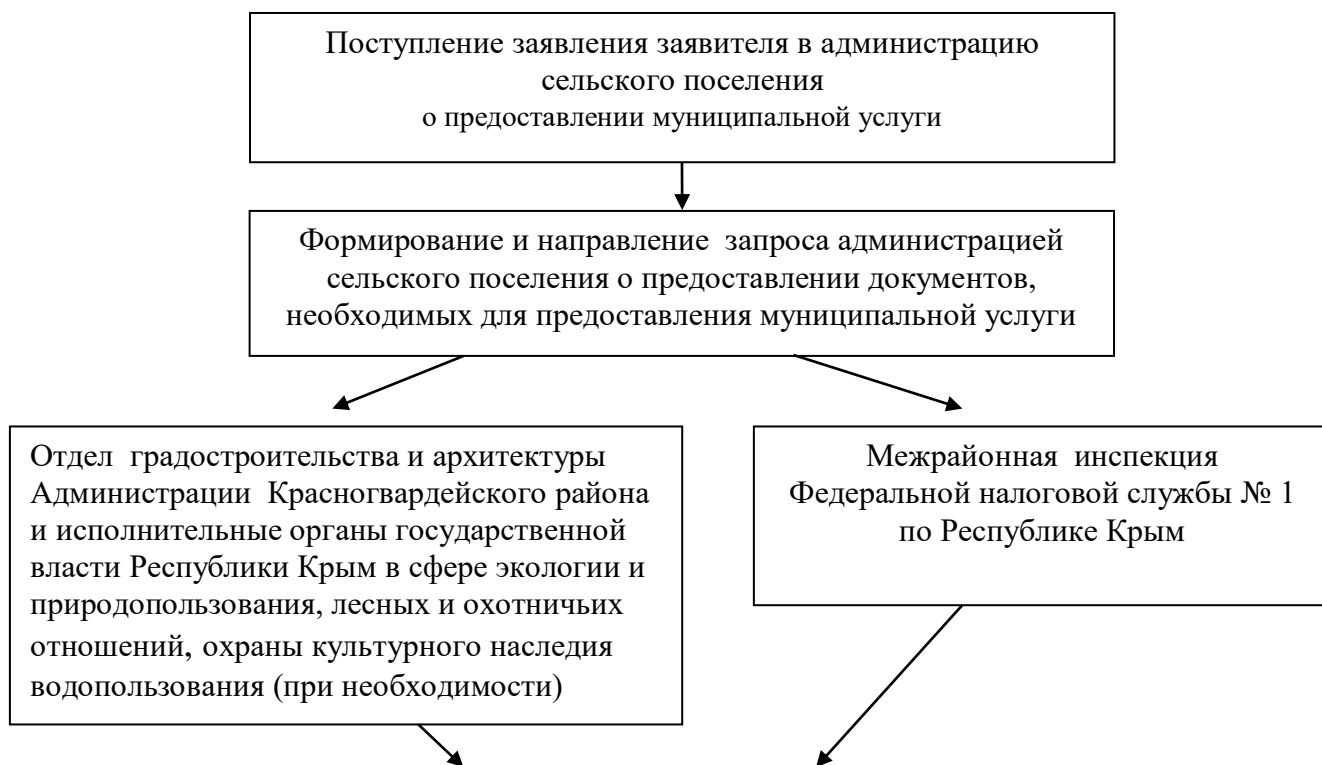 Поступление заявления заявителя в администрацию
сельского поселения
о предоставлении муниципальной услуги
Формирование и направление запроса администрацией
сельского поселения о предоставлении документов,
необходимых для предоставления муниципальной услуги
Отдел градостроительства и архитектуры
Администрации Красногвардейского района
и исполнительные органы государственной
власти Республики Крым в сфере экологии и
природопользования, лесных и охотничьих
отношений, охраны культурного наследия
водопользования (при необходимости)
Межрайонная инспекция
Федеральной налоговой службы № 1
по Республике Крым